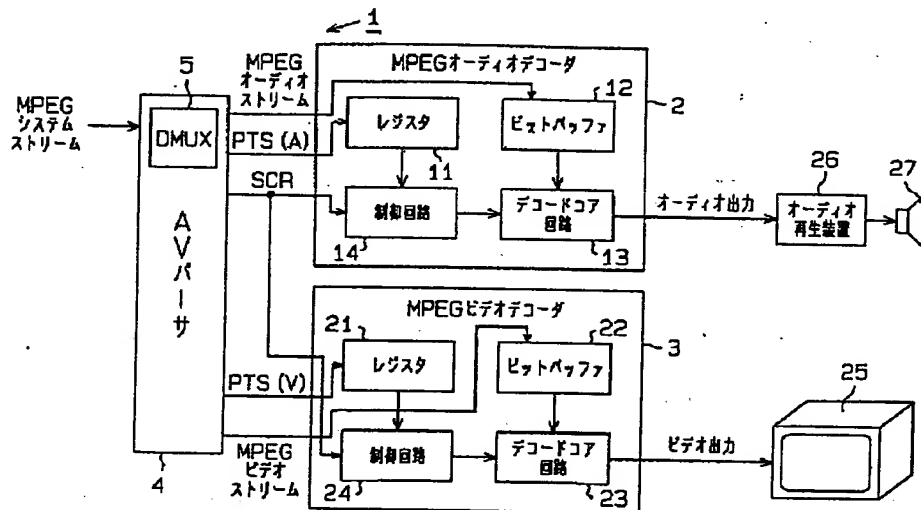 1
MPEG
オーディオ
ストリーム
MPEGオーディオデコーダ
5
12
2
MPEG
システム
ストリーム
DMUX
PTS (A)
レジスタ
ビットバッファ
11
26
27
SCR
制御回路
デコードコア
回路
オーディオ出力
オーディオ
再生装置
14
13
AVパーサ
MPEGビデオデコーダ
21
22
3
レジスタ
ビットバッファ
25
PTS (V)
制御回路
デコードコア
回路
ビデオ出力
MPEG
ビデオ
ストリーム
4
24
23